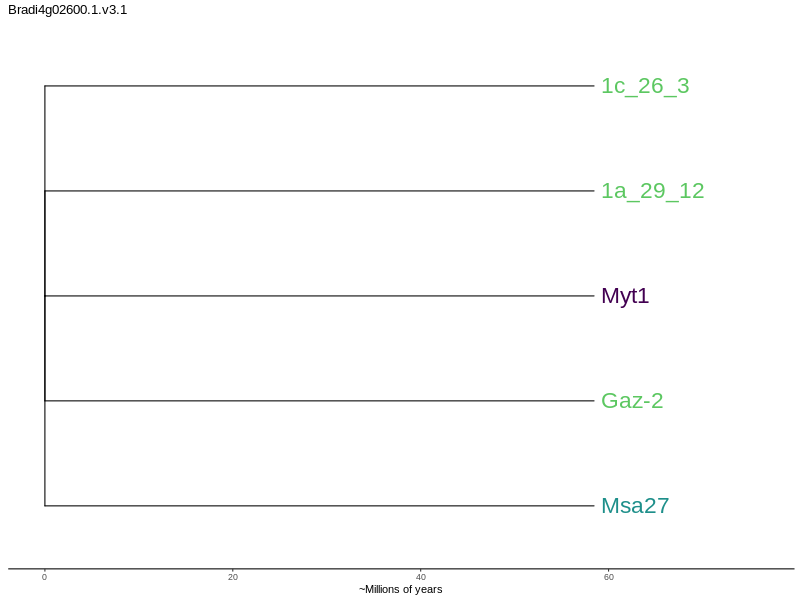 Bradi4g02600.1.v3.1
1c_26_3
1a_29_12
Myt1
Gaz-2
Msa27
0 20 40 60
~Millions of years